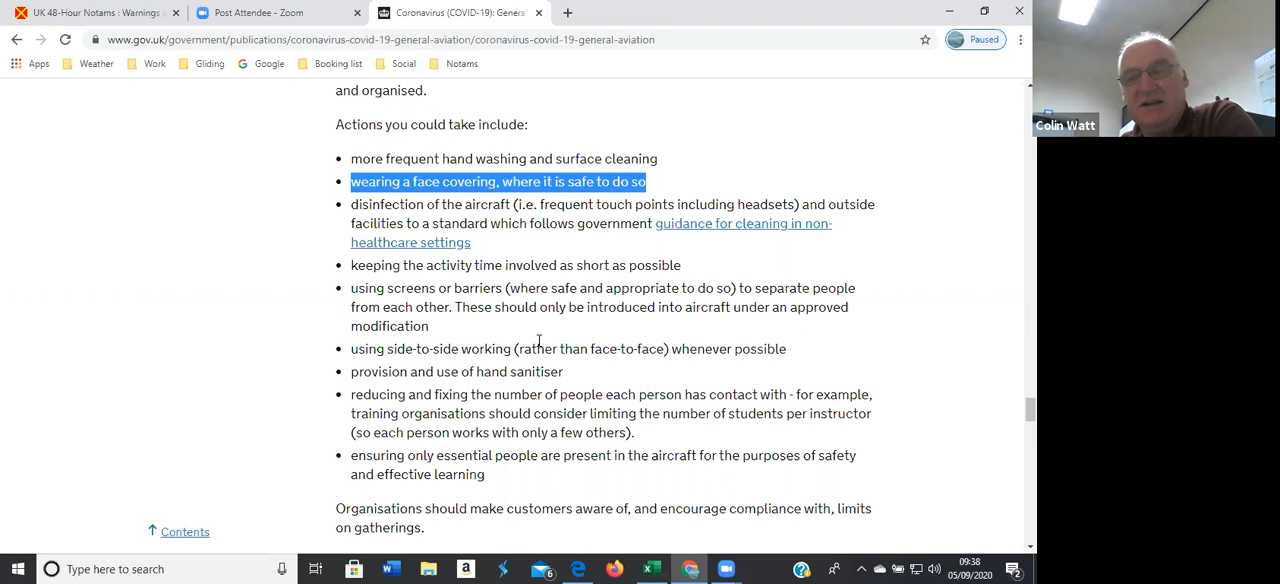 UK 48-Hour Notams : Warnings a
Post Attendee - Zoom
Coronavirus (COVID-19): General
www.gov.uk/government/publications/coronavirus-covid-19-general-aviation/coronavirus-covid-19-general-aviation
Paused
Apps
Weather
Work
Gliding
Google
Booking list
Social
Notams
and organised.
Colin Watt
Actions you could take include:
• more frequent hand washing and surface cleaning
• wearing a face covering, where it is safe to do so
• disinfection of the aircraft (i.e. frequent touch points including headsets) and outside
facilities to a standard which follows government guidance for cleaning in non-
healthcare settings
• keeping the activity time involved as short as possible
• using screens or barriers (where safe and appropriate to do so) to separate people
from each other. These should only be introduced into aircraft under an approved
modification
• using side-to-side working (rather than face-to-face) whenever possible
• provision and use of hand sanitiser
• reducing and fixing the number of people each person has contact with - for example,
training organisations should consider limiting the number of students per instructor
(so each person works with only a few others).
• ensuring only essential people are present in the aircraft for the purposes of safety
and effective learning
Organisations should make customers aware of, and encourage compliance with, limits
on gatherings.
↑ Contents
Type here to search
6
09:38
05/09/2020
2